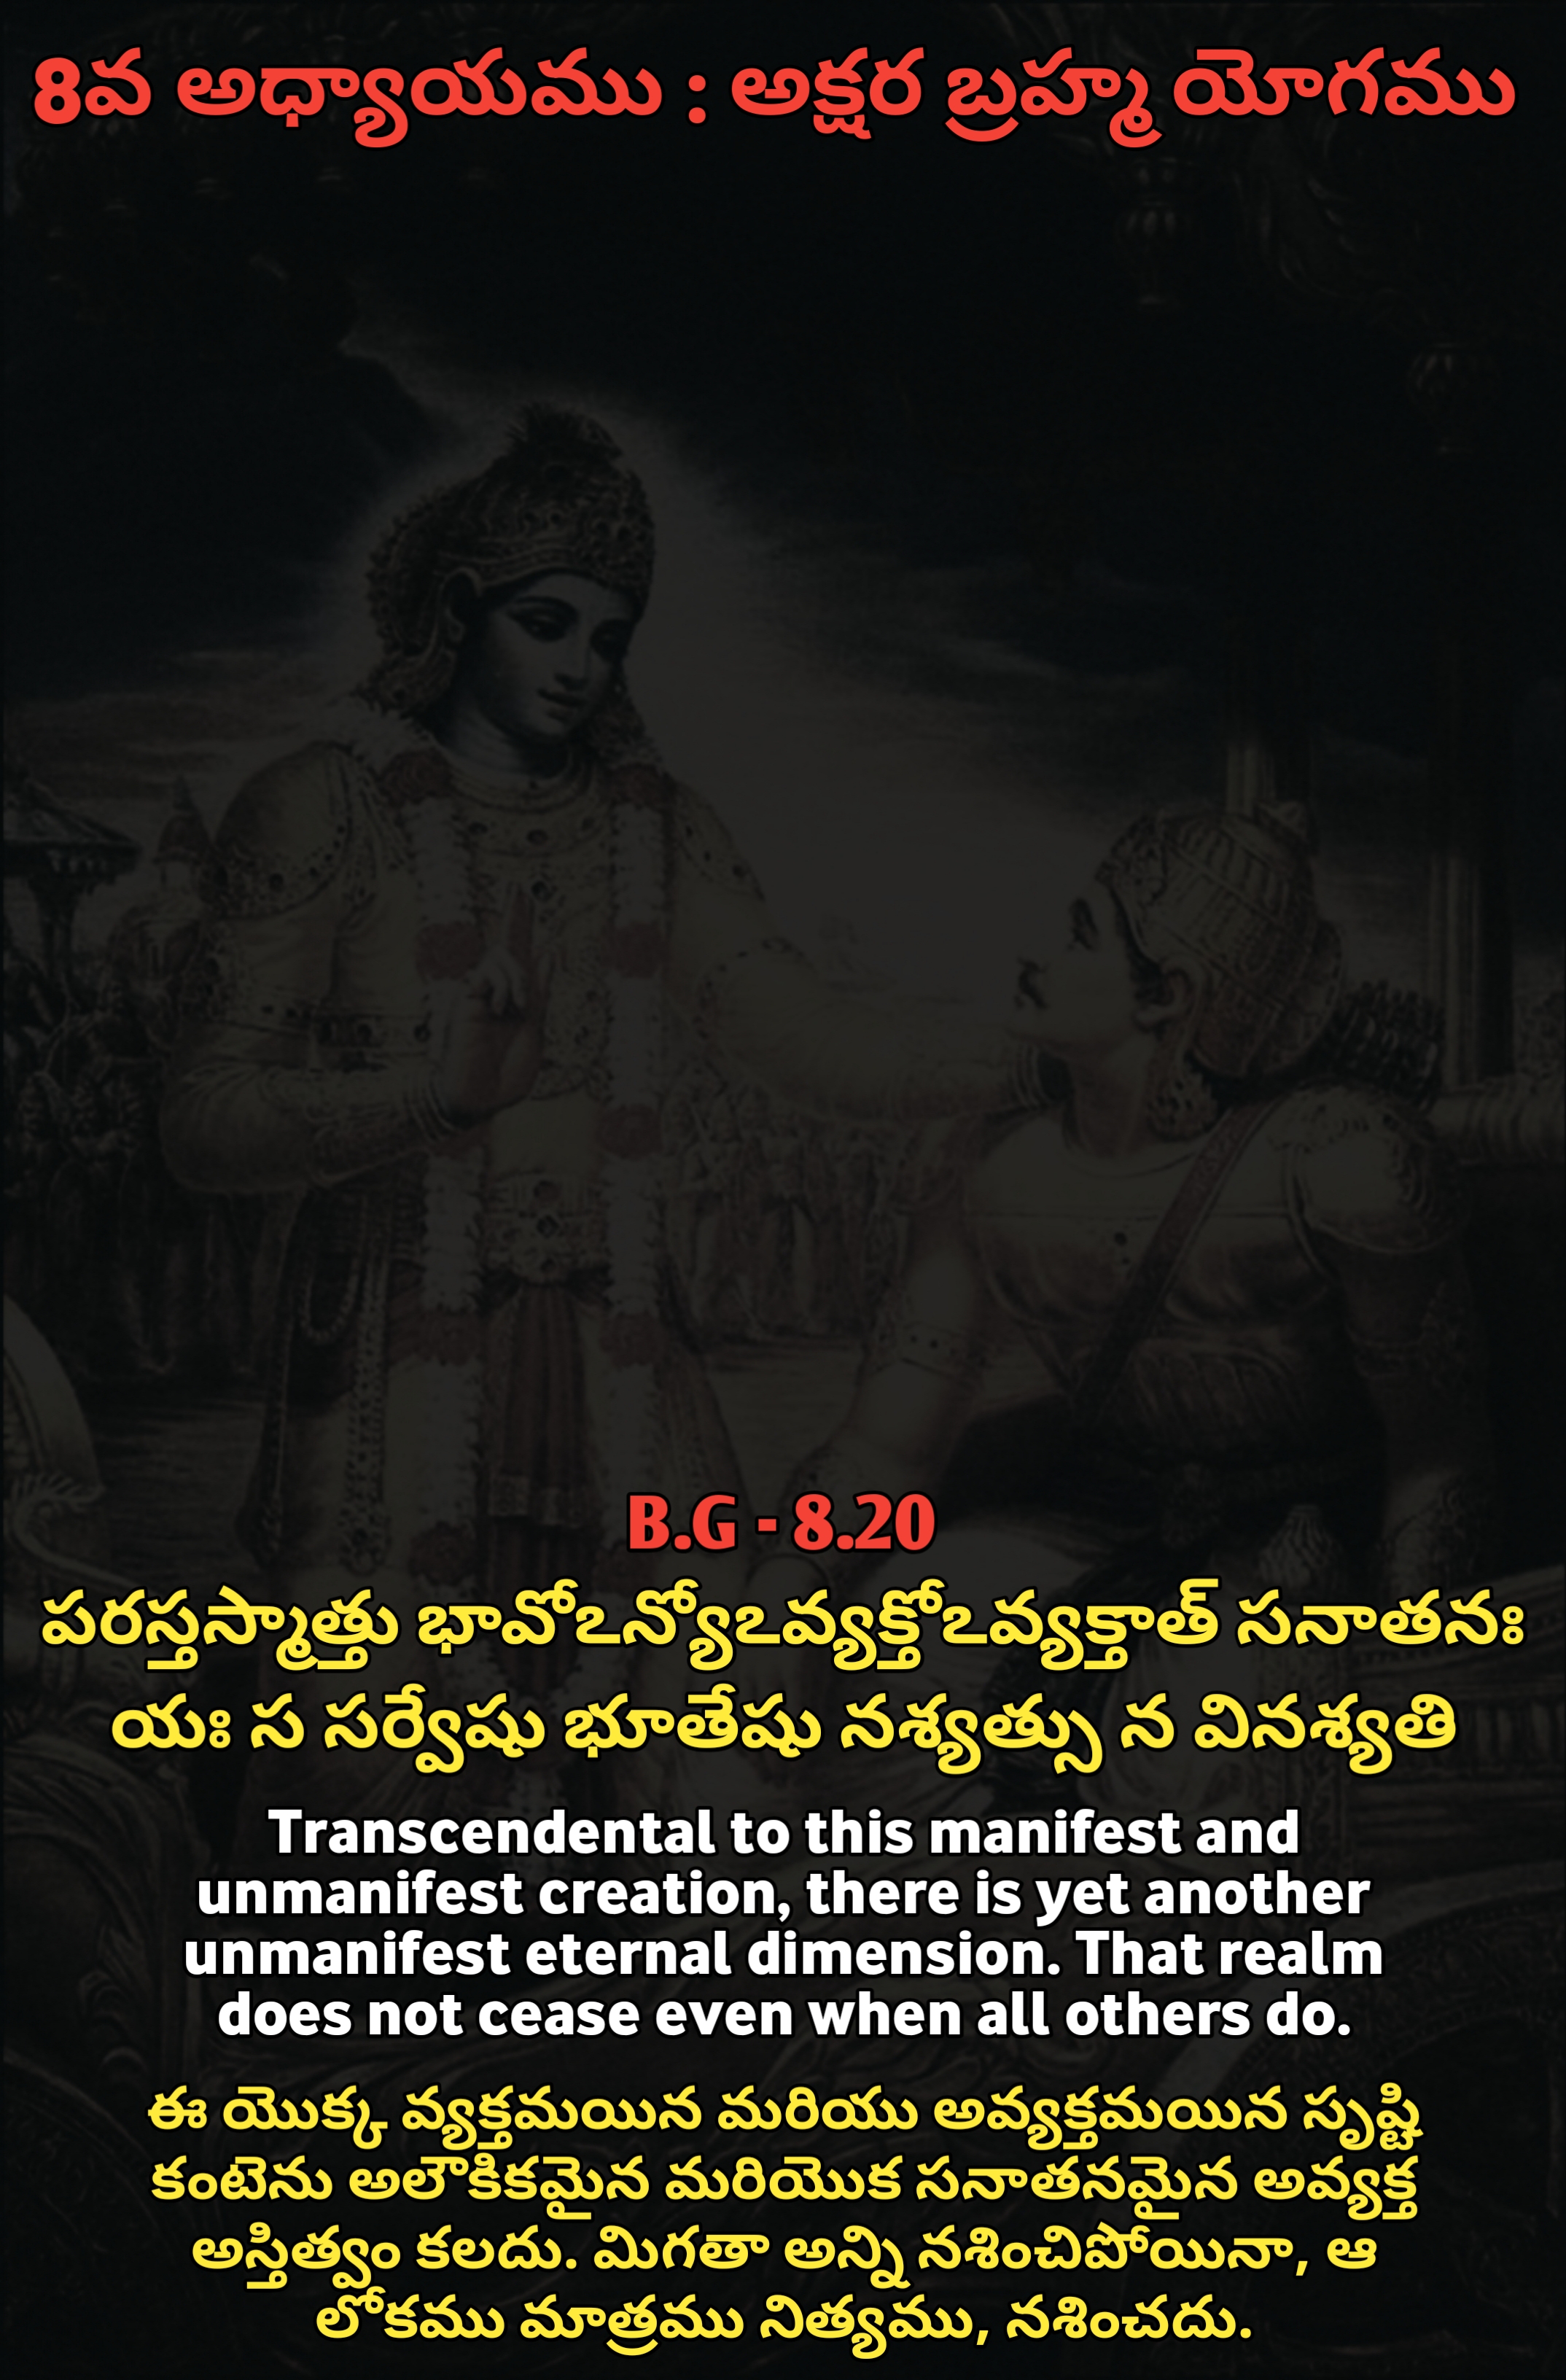 8వ అధ్యాయము : అక్షర బ్రహ్మ యోగము
B.G - 8.20
పరస్తస్మాత్తు భావోఽన్యోఽవ్యక్తోఽవ్యక్తాత్ సనాతనః
యః స సర్వేషు భూతేషు నశ్యత్సు న వినశ్యతి
Transcendental to this manifest and
unmanifest creation, there is yet another
unmanifest eternal dimension. That realm
does not cease even when all others do.
ఈ యొక్క వ్యక్తమయిన మరియు అవ్యక్తమయిన సృష్టి
కంటెను అలౌకికమైన మరియొక సనాతనమైన అవ్యక్త
అస్తిత్వం కలదు. మిగతా అన్ని నశించిపోయినా, ఆ
లోకము మాత్రము నిత్యము, నశించదు.